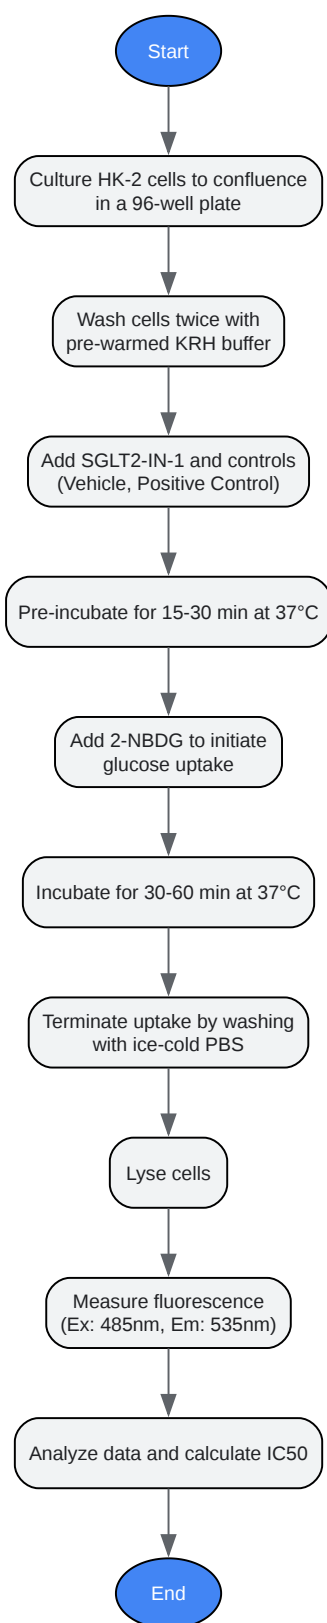 Start
Culture HK-2 cells to confluence
in a 96-well plate
Wash cells twice with
pre-warmed KRH buffer
Add SGLT2-IN-1 and controls
(Vehicle, Positive Control)
Pre-incubate for 15-30 min at 37°C
Add 2-NBDG to initiate
glucose uptake
Incubate for 30-60 min at 37°C
Terminate uptake by washing
with ice-cold PBS
Lyse cells
Measure fluorescence
(Ex: 485nm, Em: 535nm)
Analyze data and calculate IC50
End